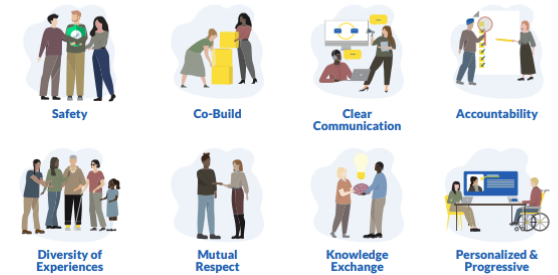 Safety
Co-Build
Clear
Communication
Accountability
Diversity of
Experiences
Mutual
Respect
Knowledge
Exchange
Personalized &
Progressive